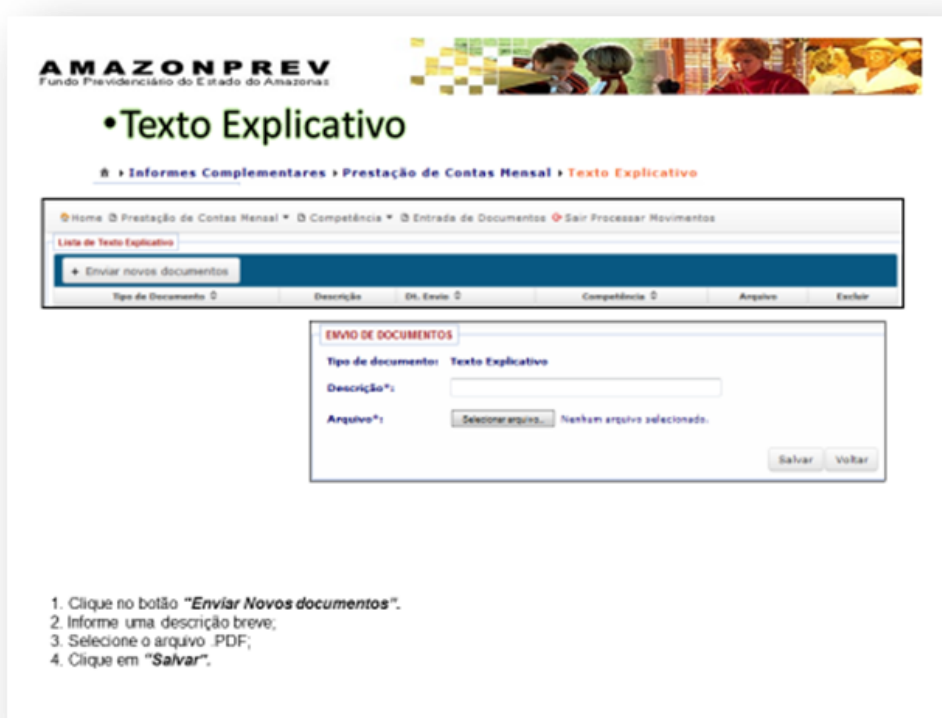 AMAZONPREV
Fundo Previdenciário do Estado do Amazonas
•Texto Explicativo
Informes Complementares Prestação de Contas Mensal Texto Explicativo
Home Prestação de Contas Mensal Competência Entrada de Documentos Sair Processar Movimentos
Lista de Texto Explicativo
+ Enviar novos documentos
Tipo de Documento Descrição Dt. Envio Competência Arquivo Excluir
ENVIO DE DOCUMENTOS
Tipo de documento: Texto Explicativo
Descrição*:
Arquivo*: Selecionar arquivo... Nenhum arquivo selecionado.
Salvar Voltar
1. Clique no botão "Enviar Novos documentos".
2. Informe uma descrição breve;
3. Selecione o arquivo .PDF;
4. Clique em "Salvar".